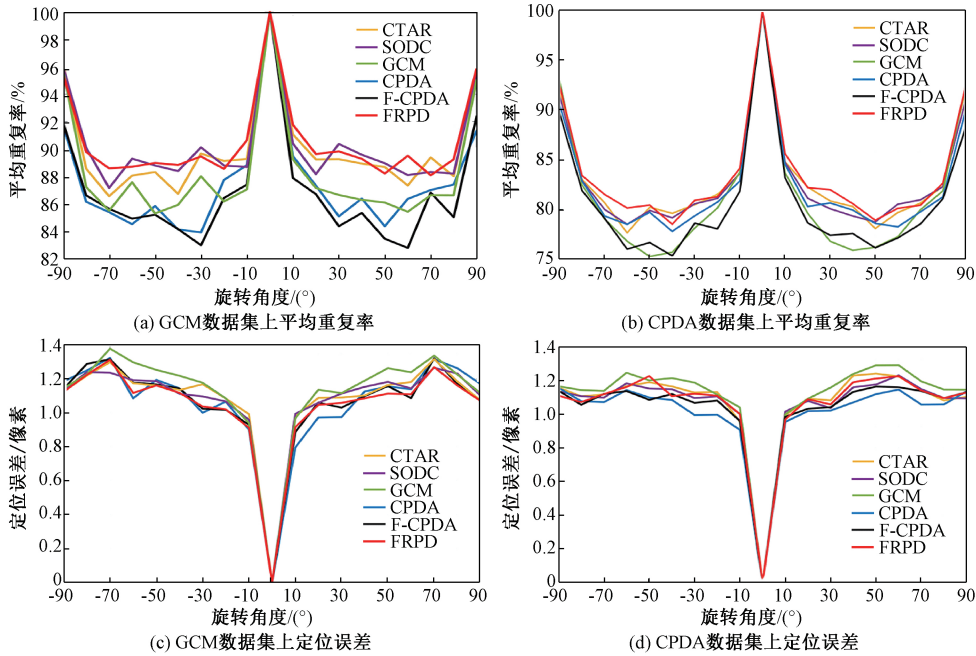 100
98
96
94
92
90
88
86
84
82
平均重复率/%
CTAR
SODC
GCM
CPDA
F-CPDA
FRPD
-90 -70 -50 -30 -10 10 30 50 70 90
旋转角度/(°)
(a) GCM数据集上平均重复率
100
95
90
85
80
75
平均重复率/%
CTAR
SODC
GCM
CPDA
F-CPDA
FRPD
-90 -70 -50 -30 -10 10 30 50 70 90
旋转角度/(°)
(b) CPDA数据集上平均重复率
1.4
1.2
1.0
0.8
0.6
0.4
0.2
0
定位误差/像素
CTAR
SODC
GCM
CPDA
F-CPDA
FRPD
-90 -70 -50 -30 -10 10 30 50 70 90
旋转角度/(°)
(c) GCM数据集上定位误差
1.4
1.2
1.0
0.8
0.6
0.4
0.2
0
定位误差/像素
CTAR
SODC
GCM
CPDA
F-CPDA
FRPD
-90 -70 -50 -30 -10 10 30 50 70 90
旋转角度/(°)
(d) CPDA数据集上定位误差